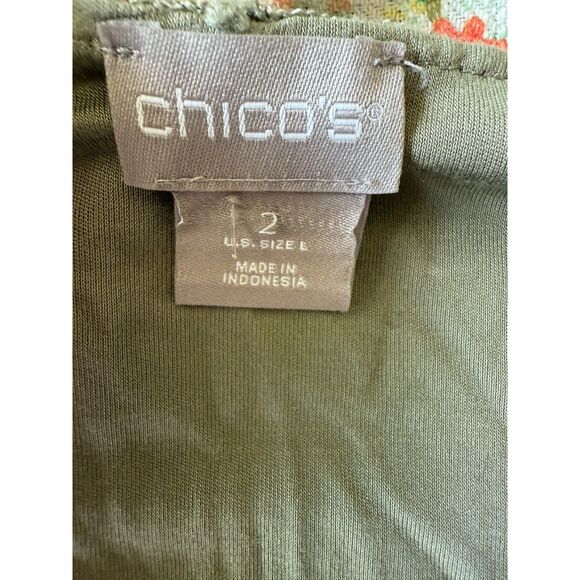 chico's®
2
U.S. SIZE L
MADE IN
INDONESIA